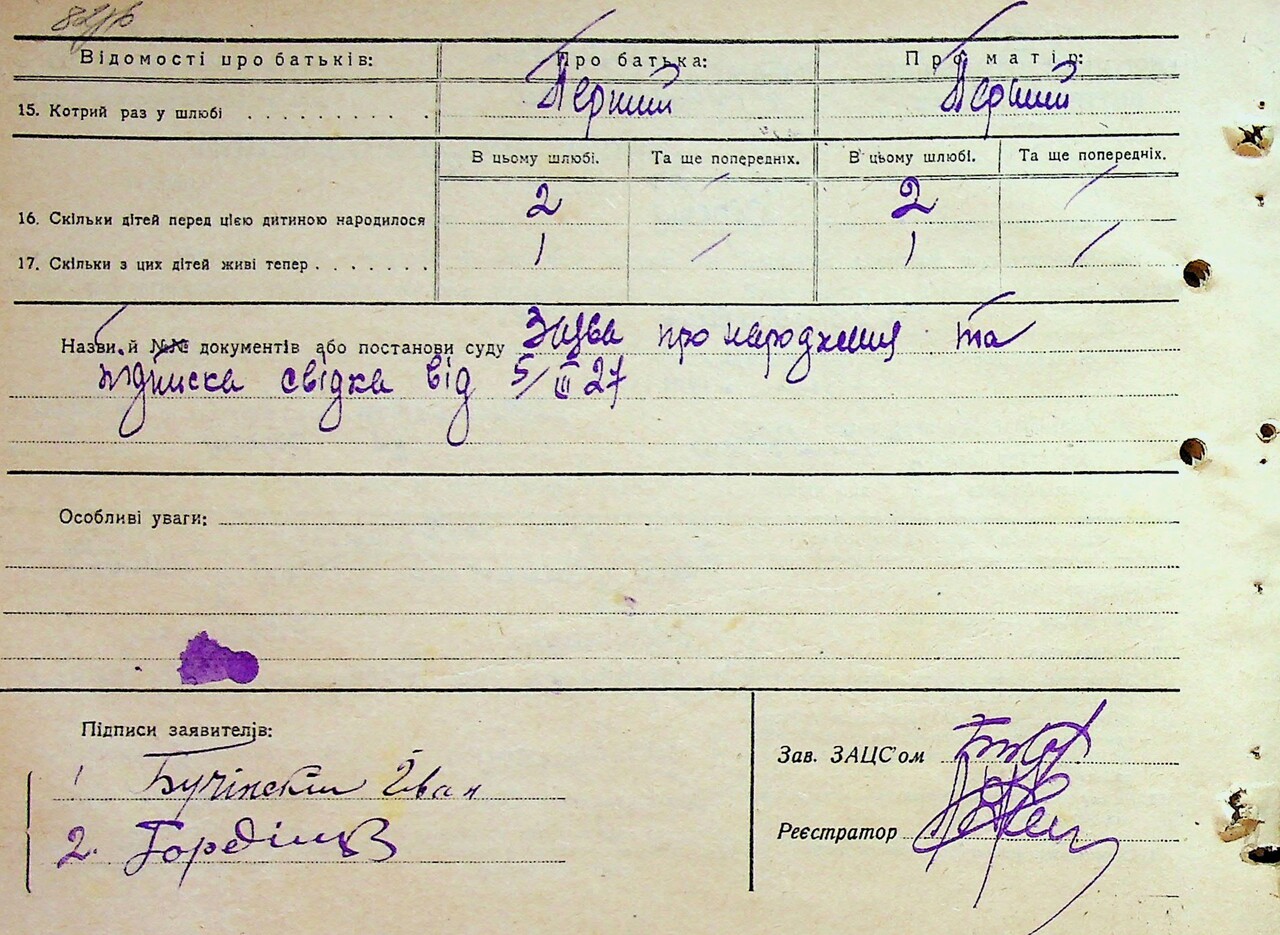 Відомості про батьків: Про батька: Про матір:
15. Котрий раз у шлюбі . . . . . . . . . . . . Перший Перший
В цьому шлюбі. Та ще попередніх. В цьому шлюбі. Та ще попередніх.
16. Скільки дітей перед цією дитиною народилося 2 / 2 /
17. Скільки з цих дітей живі тепер . . . . . . . 1 / 1 /
Назви й №№ документів або постанови суду Заява про народження та
підписка свідка від 5/III 27
Особливі уваги:
Підписи заявителів:
1 Бучінский Іван
2.
Зав. ЗАЦС'ом
Реєстратор